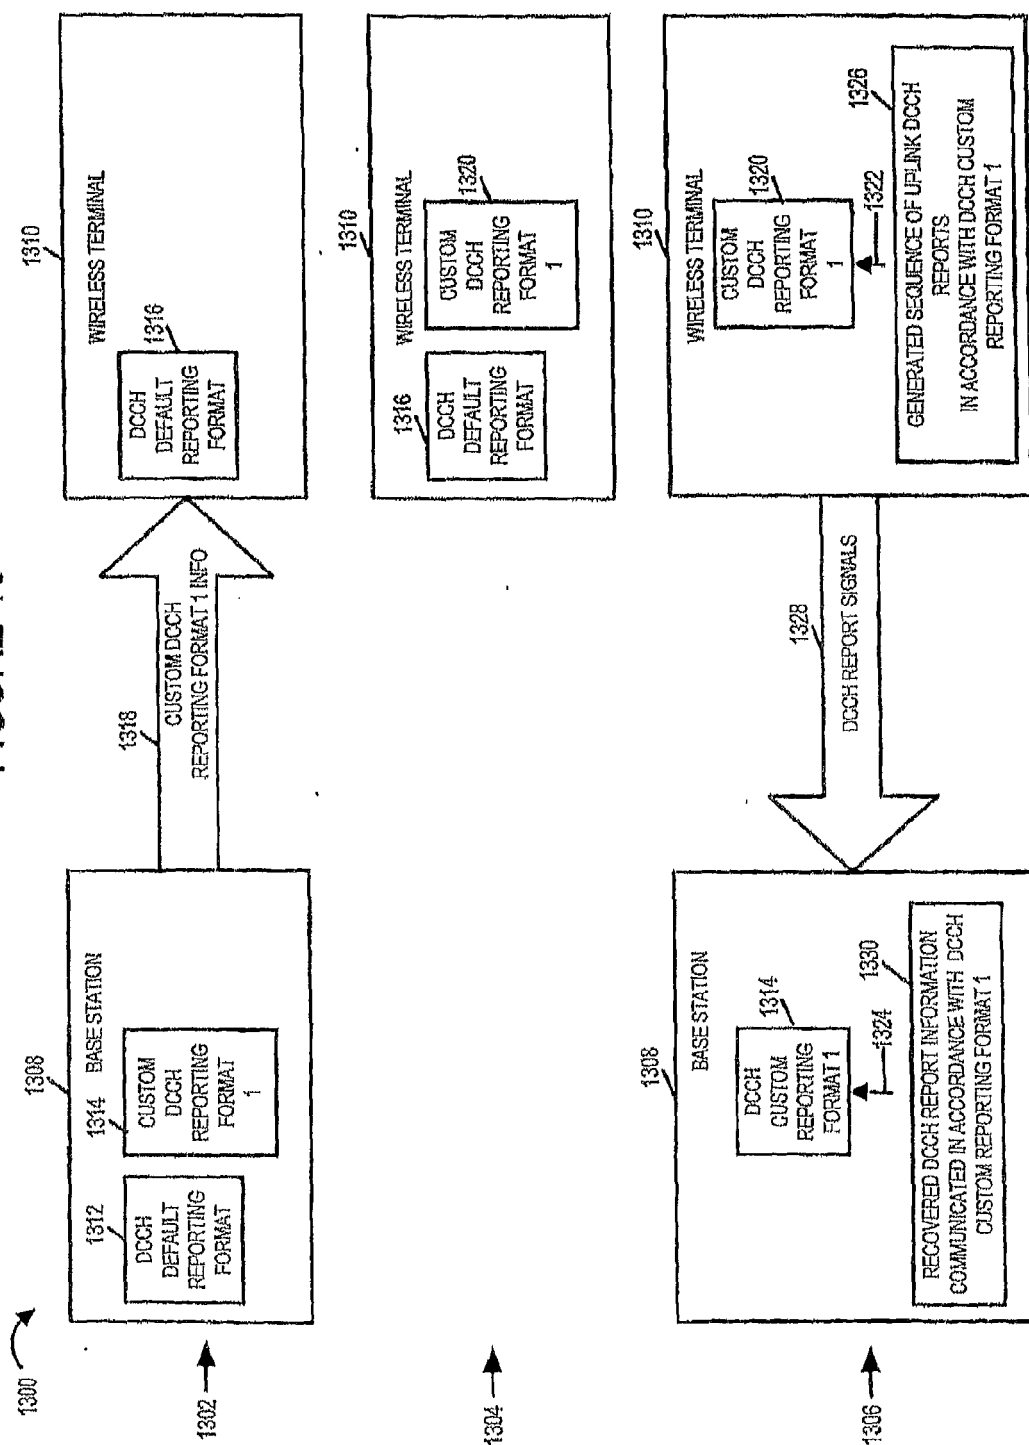 1300
1302
1308
BASE STATION
1312
DCCH
DEFAULT
REPORTING
FORMAT
1314
CUSTOM
DCCH
REPORTING
FORMAT
1
1318
CUSTOM DCCH
REPORTING FORMAT 1 INFO
1310
WIRELESS TERMINAL
1316
DCCH
DEFAULT
REPORTING
FORMAT
1304
1310
WIRELESS TERMINAL
1316
DCCH
DEFAULT
REPORTING
FORMAT
1320
CUSTOM
DCCH
REPORTING
FORMAT
1
1306
1308
BASE STATION
1314
DCCH
CUSTOM
REPORTING
FORMAT 1
1324
1330
RECOVERED DCCH REPORT INFORMATION
COMMUNICATED IN ACCORDANCE WITH DCCH
CUSTOM REPORTING FORMAT 1
1328
DCCH REPORT SIGNALS
1310
WIRELESS TERMINAL
1320
CUSTOM
DCCH
REPORTING
FORMAT
1
1322
1326
GENERATED SEQUENCE OF UPLINK DCCH
REPORTS
IN ACCORDANCE WITH DCCH CUSTOM
REPORTING FORMAT 1